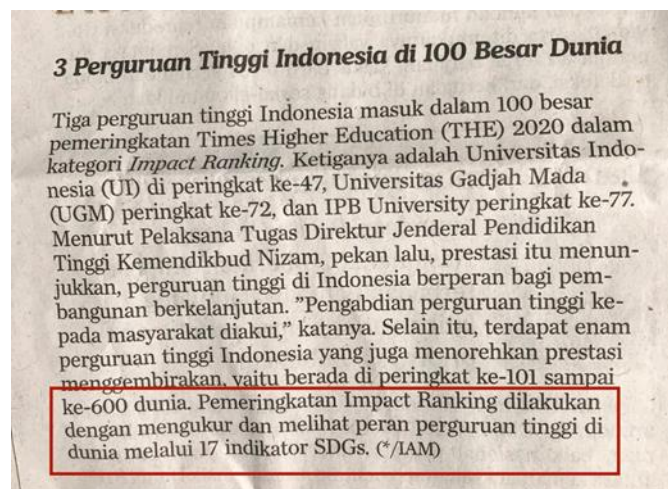 3 Perguruan Tinggi Indonesia di 100 Besar Dunia
Tiga perguruan tinggi Indonesia masuk dalam 100 besar
pemeringkatan Times Higher Education (THE) 2020 dalam
kategori Impact Ranking. Ketiganya adalah Universitas Indo-
nesia (UI) di peringkat ke-47, Universitas Gadjah Mada
(UGM) peringkat ke-72, dan IPB University peringkat ke-77.
Menurut Pelaksana Tugas Direktur Jenderal Pendidikan
Tinggi Kemendikbud Nizam, pekan lalu, prestasi itu menun-
jukkan, perguruan tinggi di Indonesia berperan bagi pem-
bangunan berkelanjutan. ”Pengabdian perguruan tinggi ke-
pada masyarakat diakui,” katanya. Selain itu, terdapat enam
perguruan tinggi Indonesia yang juga menorehkan prestasi
menggembirakan, yaitu berada di peringkat ke-101 sampai
ke-600 dunia. Pemeringkatan Impact Ranking dilakukan
dengan mengukur dan melihat peran perguruan tinggi di
dunia melalui 17 indikator SDGs. (*/IAM)